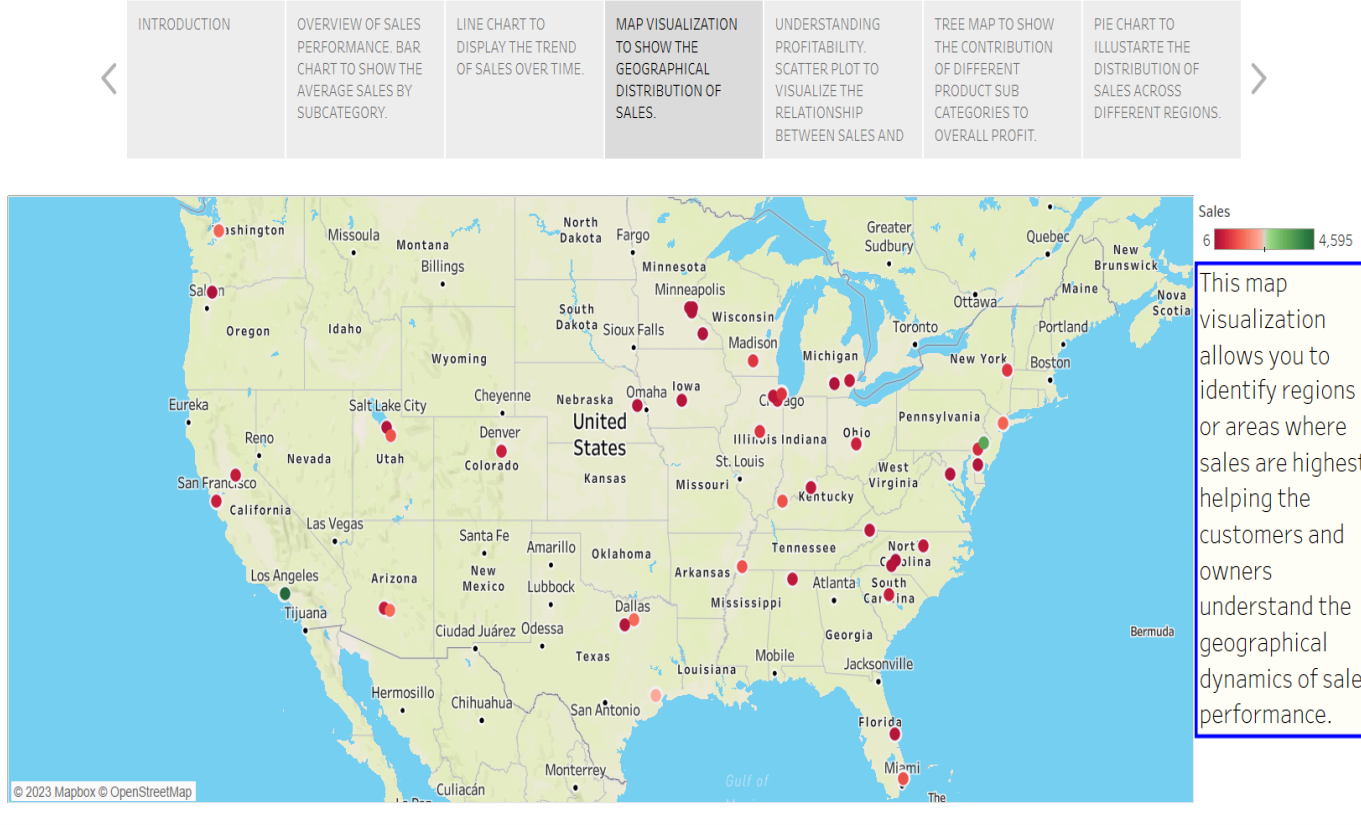 INTRODUCTION
OVERVIEW OF SALES
PERFORMANCE. BAR
CHART TO SHOW THE
AVERAGE SALES BY
SUBCATEGORY.
LINE CHART TO
DISPLAY THE TREND
OF SALES OVER TIME.
MAP VISUALIZATION
TO SHOW THE
GEOGRAPHICAL
DISTRIBUTION OF
SALES.
UNDERSTANDING
PROFITABILITY.
SCATTER PLOT TO
VISUALIZE THE
RELATIONSHIP
BETWEEN SALES AND
TREE MAP TO SHOW
THE CONTRIBUTION
OF DIFFERENT
PRODUCT SUB
CATEGORIES TO
OVERALL PROFIT.
PIE CHART TO
ILLUSTARTE THE
DISTRIBUTION OF
SALES ACROSS
DIFFERENT REGIONS.
Sales
6 4,595
This map
visualization
allows you to
identify regions
or areas where
sales are highest
helping the
customers and
owners
understand the
geographical
dynamics of sale
performance.
Missoula
Montana
Billings
North
Dakota
Fargo
Minnesota
Minneapolis
Greater
Sudbury
Quebec
New
Brunswick
Maine
Nova
Scotia
Ottawa
Oregon
Idaho
South
Dakota
Sioux Falls
Wisconsin
Madison
Michigan
Toronto
Portland
New York
Boston
Wyoming
Eureka
Salt Lake City
Cheyenne
Nebraska
Omaha
Iowa
Pennsylvania
Reno
Nevada
Utah
Denver
Colorado
United
States
Kansas
Illinois
Indiana
Ohio
St. Louis
Missouri
West
Virginia
Kentucky
San Francisco
California
Las Vegas
Santa Fe
Amarillo
Oklahoma
Tennessee
Arkansas
North
Carolina
Los Angeles
Arizona
New
Mexico
Lubbock
Mississippi
Atlanta
South
Carolina
Tijuana
Dallas
Ciudad Juárez
Odessa
Texas
Georgia
Bermuda
Louisiana
Mobile
Jacksonville
Hermosillo
Chihuahua
San Antonio
Florida
Miami
Monterrey
Gulf of
Culiacán
The
© 2023 Mapbox © OpenStreetMap